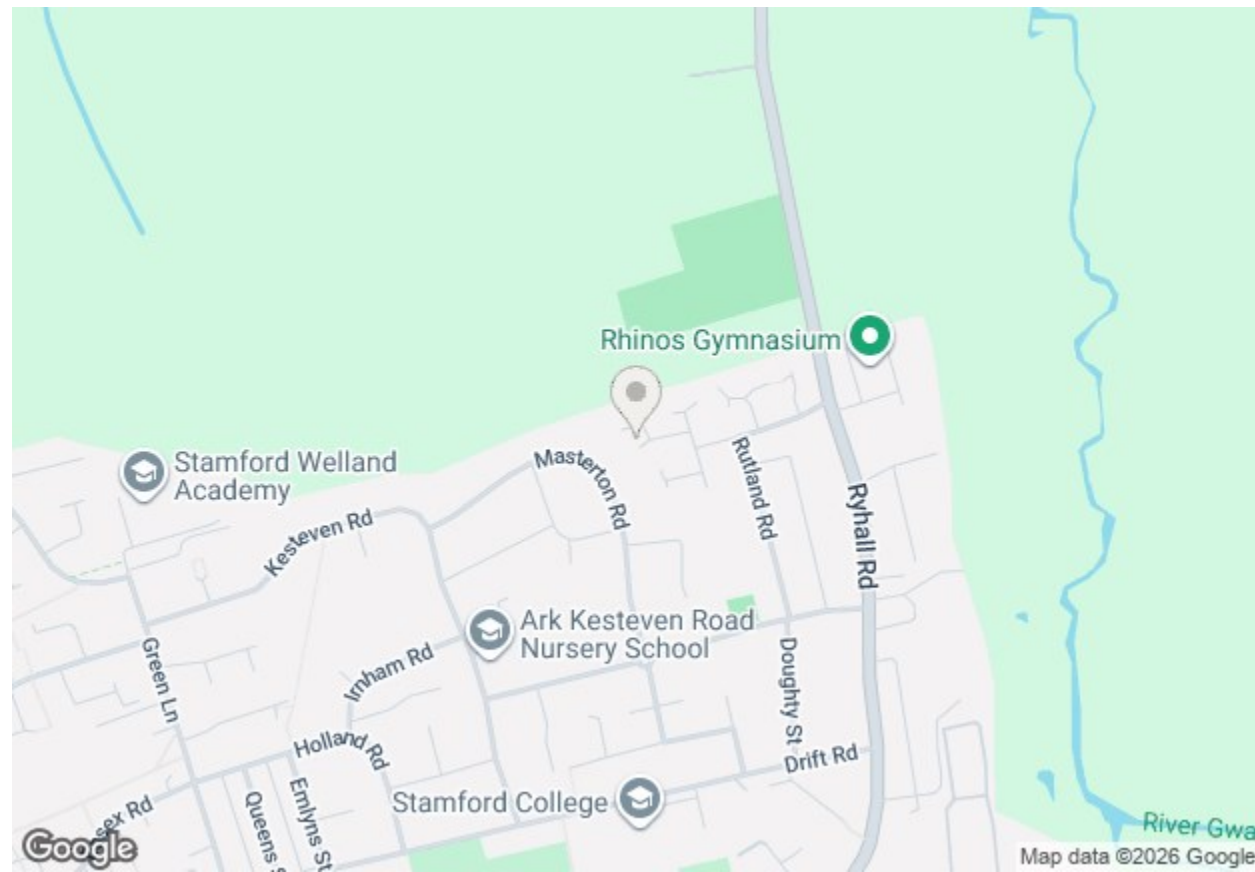 Rhinos Gymnasium
Stamford Welland
Academy
Masterton Rd
Rutland Rd
Ryhall Rd
Kesteven Rd
Ark Kesteven Road
Nursery School
Green Ln
Irnham Rd
Doughty St
Holland Rd
Drift Rd
Emlyns St
Queens
Stamford College
River Gwa
Google
Map data ©2026 Google